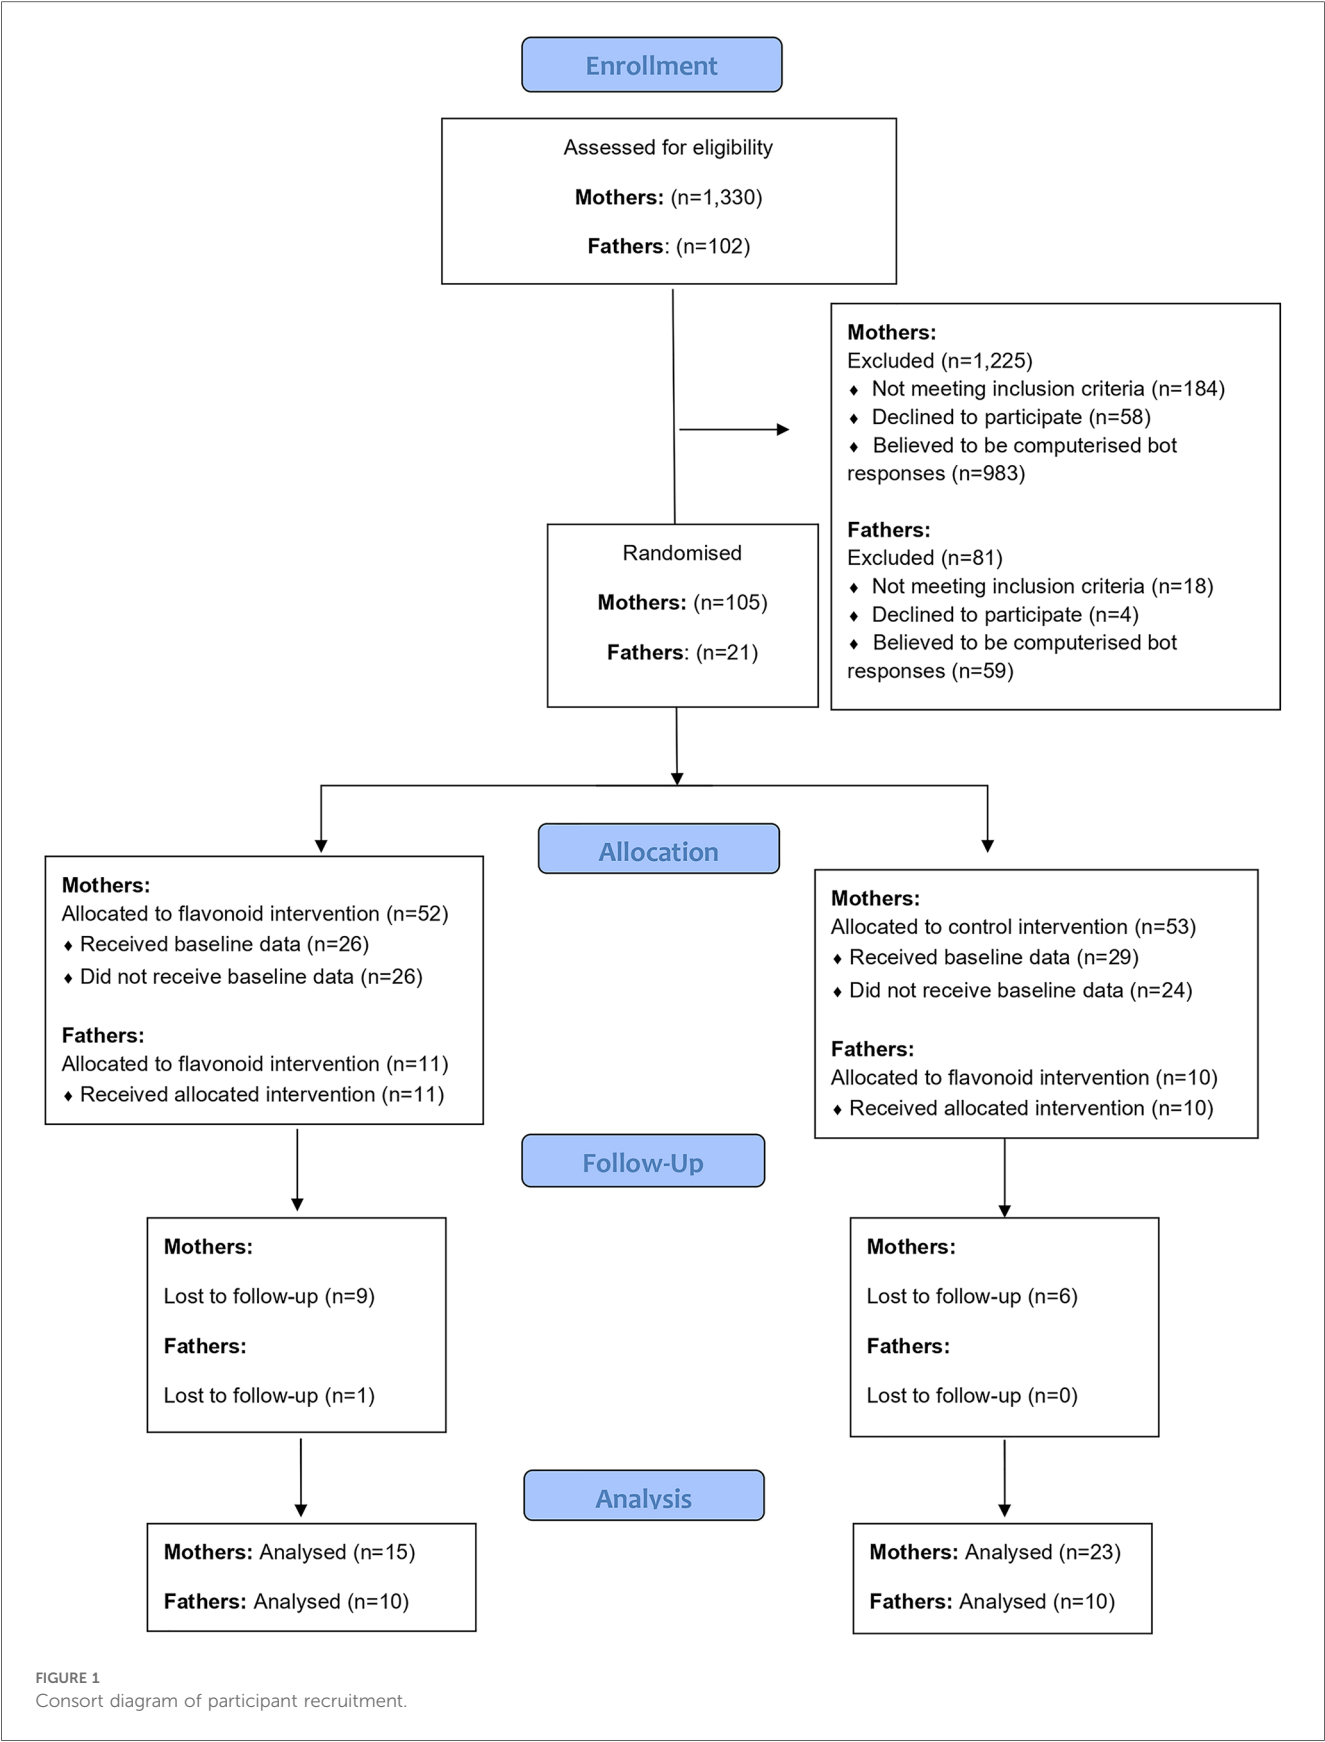 Enrollment
Assessed for eligibility
Mothers: (n=1,330)
Fathers: (n=102)
Mothers:
Excluded (n=1,225)
♦ Not meeting inclusion criteria (n=184)
♦ Declined to participate (n=58)
♦ Believed to be computerised bot
responses (n=983)
Fathers:
Excluded (n=81)
♦ Not meeting inclusion criteria (n=18)
♦ Declined to participate (n=4)
♦ Believed to be computerised bot
responses (n=59)
Randomised
Mothers: (n=105)
Fathers: (n=21)
Allocation
Mothers:
Allocated to flavonoid intervention (n=52)
♦ Received baseline data (n=26)
♦ Did not receive baseline data (n=26)
Fathers:
Allocated to flavonoid intervention (n=11)
♦ Received allocated intervention (n=11)
Mothers:
Allocated to control intervention (n=53)
♦ Received baseline data (n=29)
♦ Did not receive baseline data (n=24)
Fathers:
Allocated to flavonoid intervention (n=10)
♦ Received allocated intervention (n=10)
Follow-Up
Mothers:
Lost to follow-up (n=9)
Fathers:
Lost to follow-up (n=1)
Mothers:
Lost to follow-up (n=6)
Fathers:
Lost to follow-up (n=0)
Analysis
Mothers: Analysed (n=15)
Fathers: Analysed (n=10)
Mothers: Analysed (n=23)
Fathers: Analysed (n=10)
FIGURE 1
Consort diagram of participant recruitment.